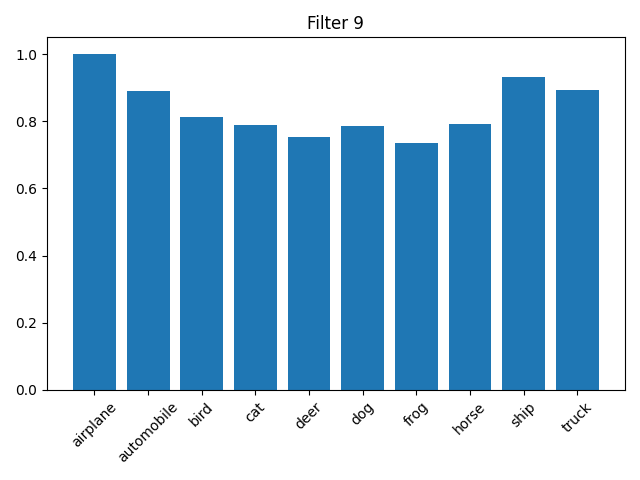 Filter 9
1.0
0.8
0.6
0.4
0.2
0.0
airplane
automobile
bird
cat
deer
dog
frog
horse
ship
truck